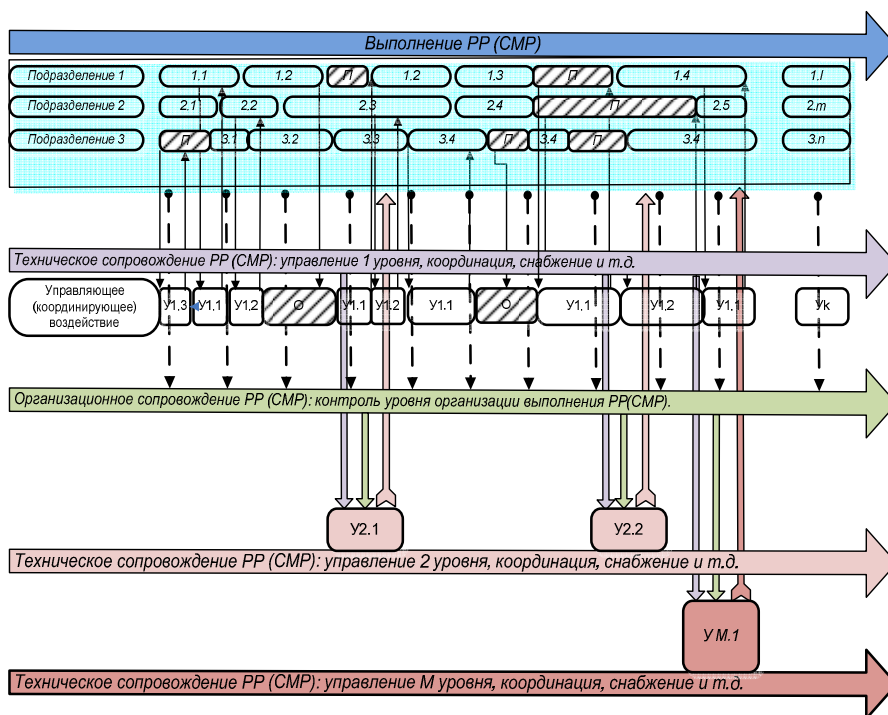 Выполнение РР (СМР)
Подразделение 1 1.1 1.2 П 1.2 1.3 П 1.4 1.l
Подразделение 2 2.1 2.2 2.3 2.4 П 2.5 2.m
Подразделение 3 П 3.1 3.2 3.3 3.4 П 3.4 П 3.4 3.n
Техническое сопровождение РР (СМР): управление 1 уровня, координация, снабжение и т.д.
Управляющее
(координирующее)
воздействие
У1,3 У1,1 У1,2 О У1.1 У1.2 У1.1 О У1,1 У1,2 У1,1 Уk
Организационное сопровождение РР (СМР): контроль уровня организации выполнения РР(СМР).
У2.1 У2.2
Техническое сопровождение РР (СМР): управление 2 уровня, координация, снабжение и т.д.
У М.1
Техническое сопровождение РР (СМР): управление М уровня, координация, снабжение и т.д.